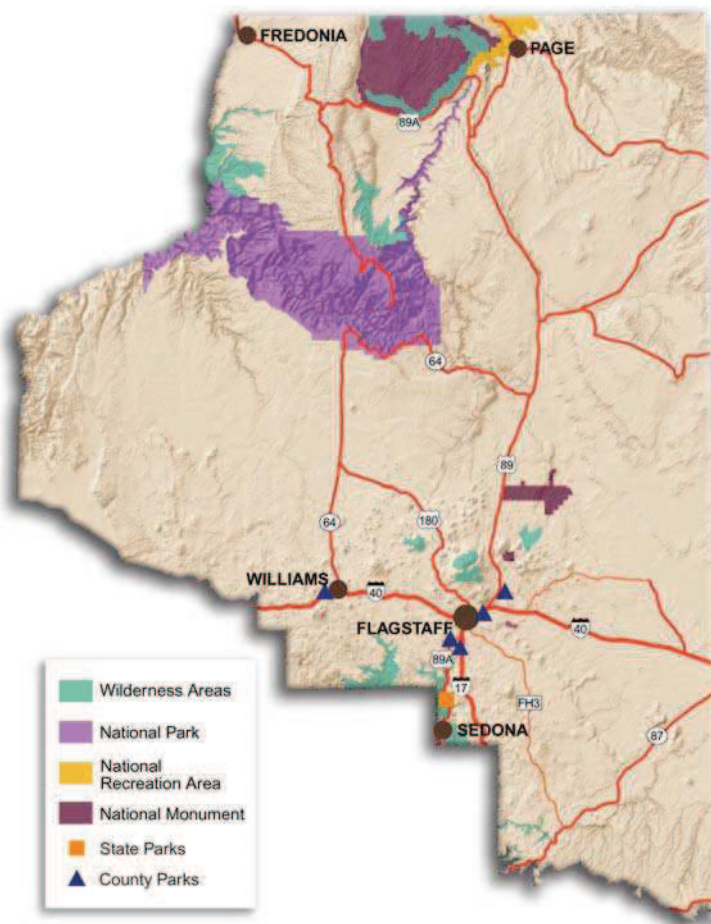 FREDONIA
PAGE
89A
64
89
64
180
WILLIAMS
40
FLAGSTAFF
40
89A
17
FH3
SEDONA
87
Wilderness Areas
National Park
National
Recreation Area
National Monument
State Parks
County Parks